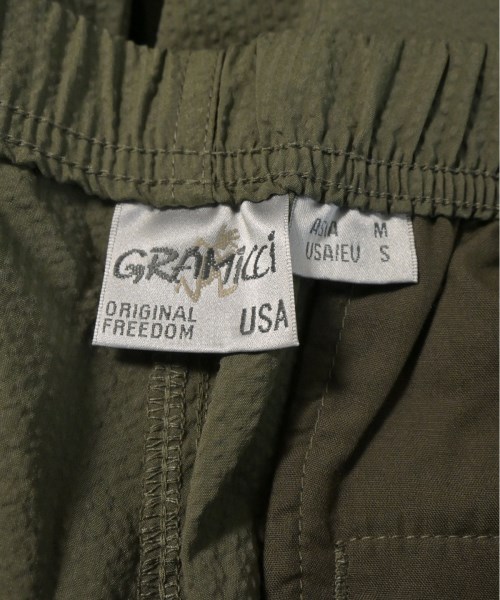 GRAMICCi
ORIGINAL
FREEDOM
USA
ASIA M
USA/EU S